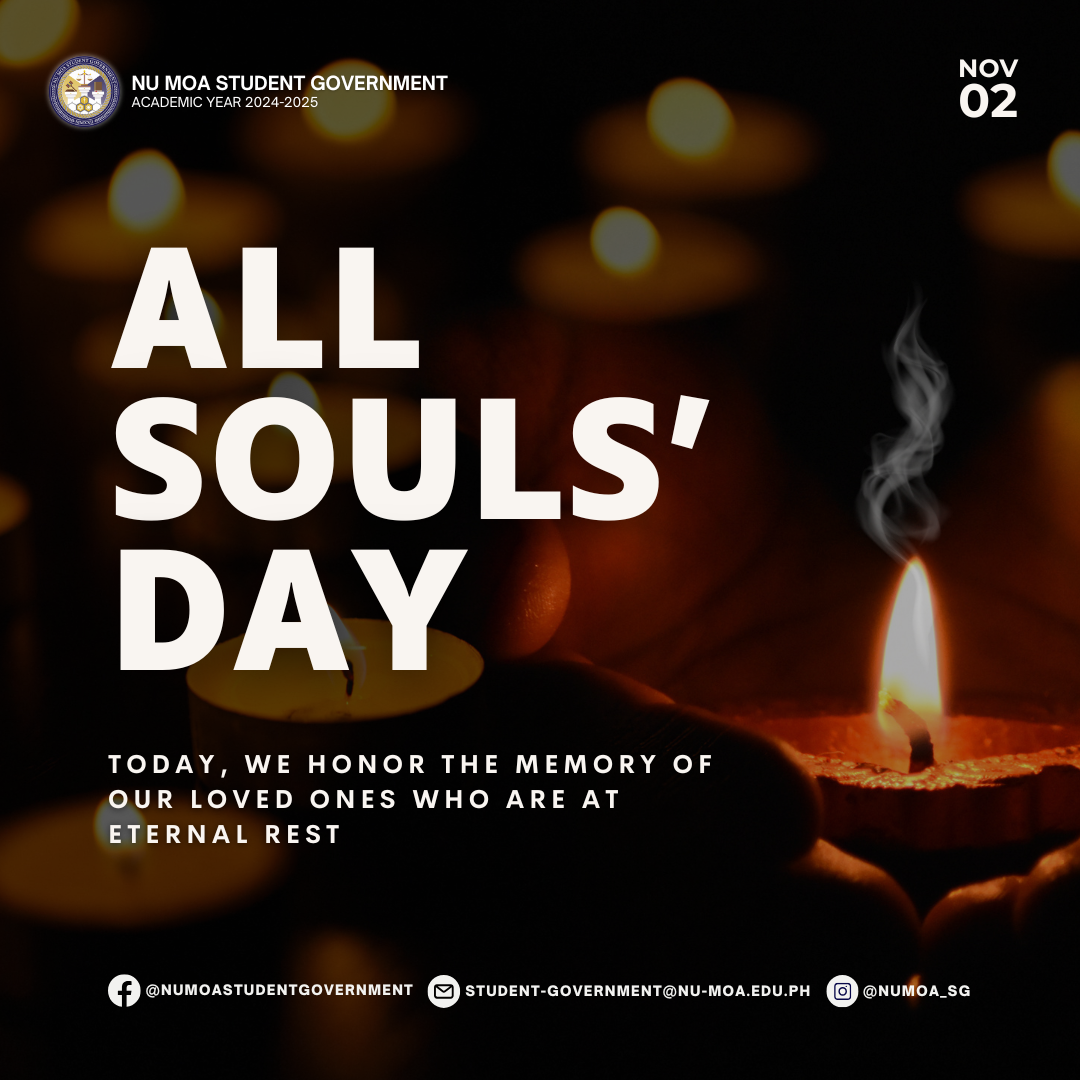 NU MOA STUDENT GOVERNMENT
ACADEMIC YEAR 2024-2025
NOV
02
ALL
SOULS’
DAY
TODAY, WE HONOR THE MEMORY OF
OUR LOVED ONES WHO ARE AT
ETERNAL REST
@NUMOASTUDENTGOVERNMENT
STUDENT-GOVERNMENT@NU-MOA.EDU.PH
@NUMOA_SG